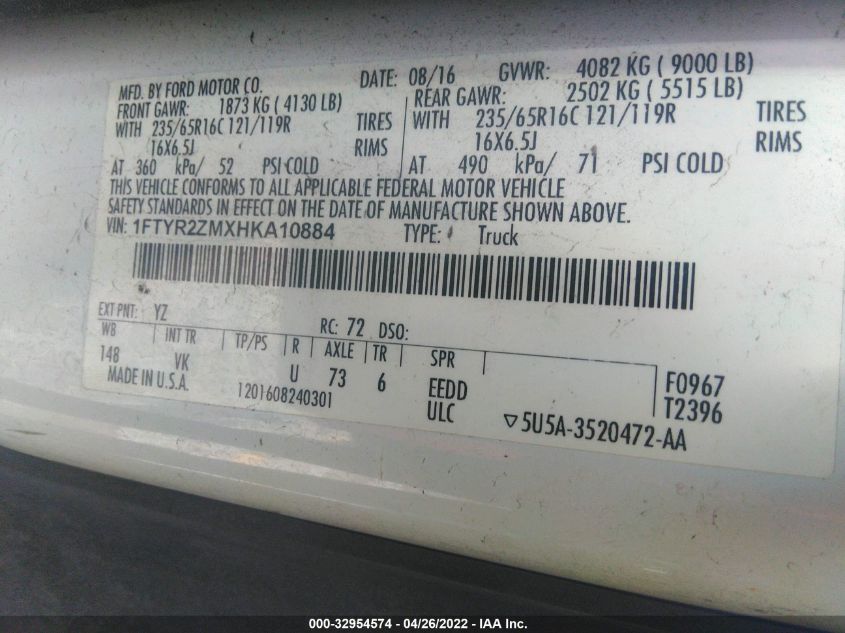 MFD. BY FORD MOTOR CO. DATE: 08/16 GVWR: 4082 KG ( 9000 LB)
FRONT GAWR: 1873 KG ( 4130 LB) REAR GAWR: 2502 KG ( 5515 LB)
WITH 235/65R16C 121/119R TIRES WITH 235/65R16C 121/119R TIRES
16X6.5J RIMS 16X6.5J RIMS
AT 360 kPa/ 52 PSI COLD AT 490 kPa/ 71 PSI COLD
THIS VEHICLE CONFORMS TO ALL APPLICABLE FEDERAL MOTOR VEHICLE
SAFETY STANDARDS IN EFFECT ON THE DATE OF MANUFACTURE SHOWN ABOVE.
VIN: 1FTYR2ZMXHKA10884 TYPE: Truck
EXT PNT: YZ RC: 72 DSO:
WB INT TR TP/PS R AXLE TR SPR
148 VK U 73 6 EEDD F0967
MADE IN U.S.A. 1201608240301 ULC T2396
▽5U5A-3520472-AA
000-32954574 - 04/26/2022 - IAA Inc.